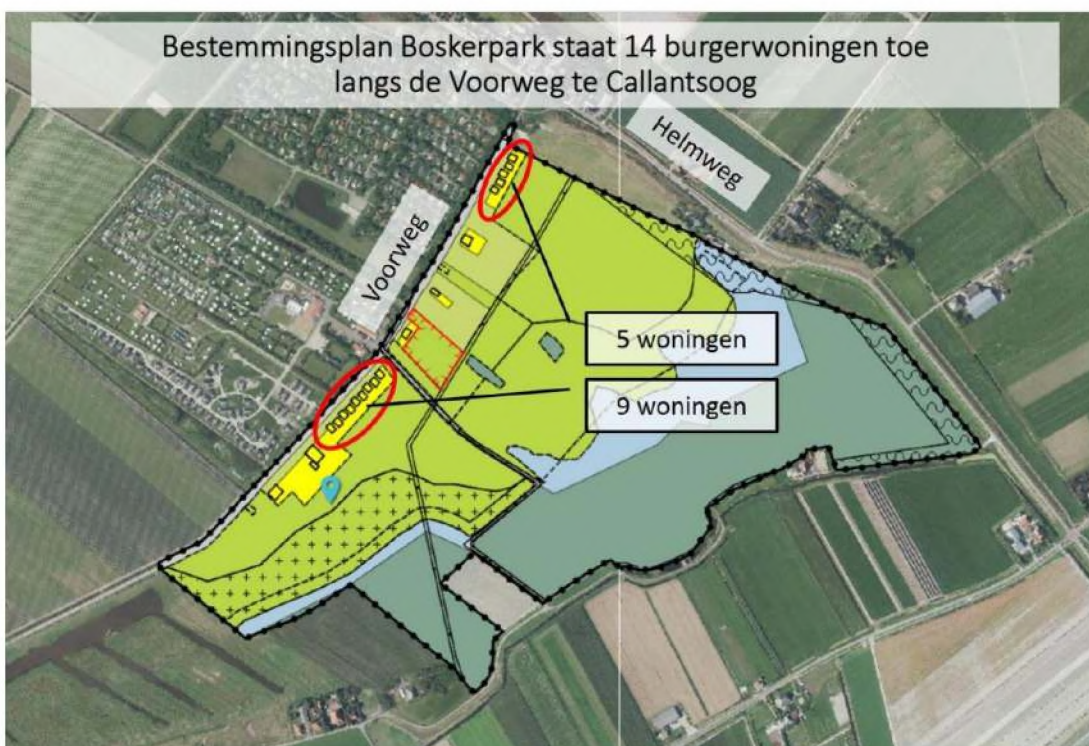 Bestemmingsplan Boskerpark staat 14 burgerwoningen toe
langs de Voorweg te Callantsoog
Helmweg
Voorweg
5 woningen
9 woningen